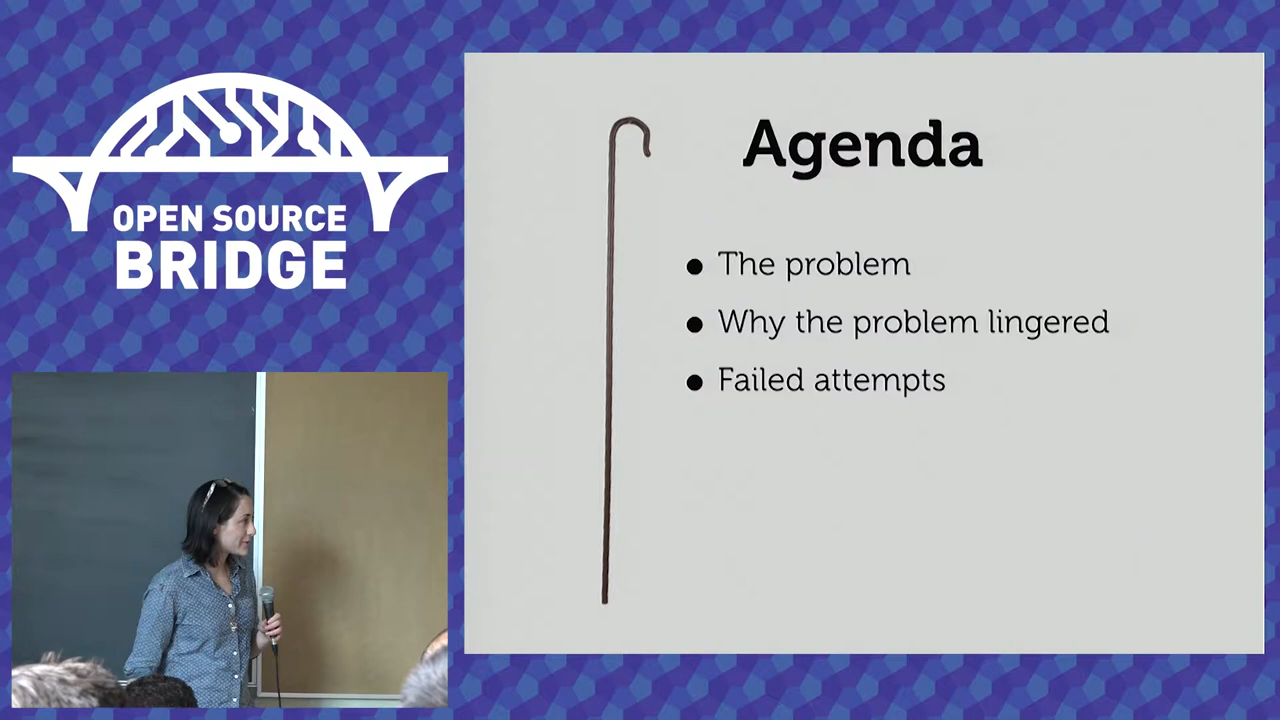 OPEN SOURCE
BRIDGE
Agenda
● The problem
● Why the problem lingered
● Failed attempts